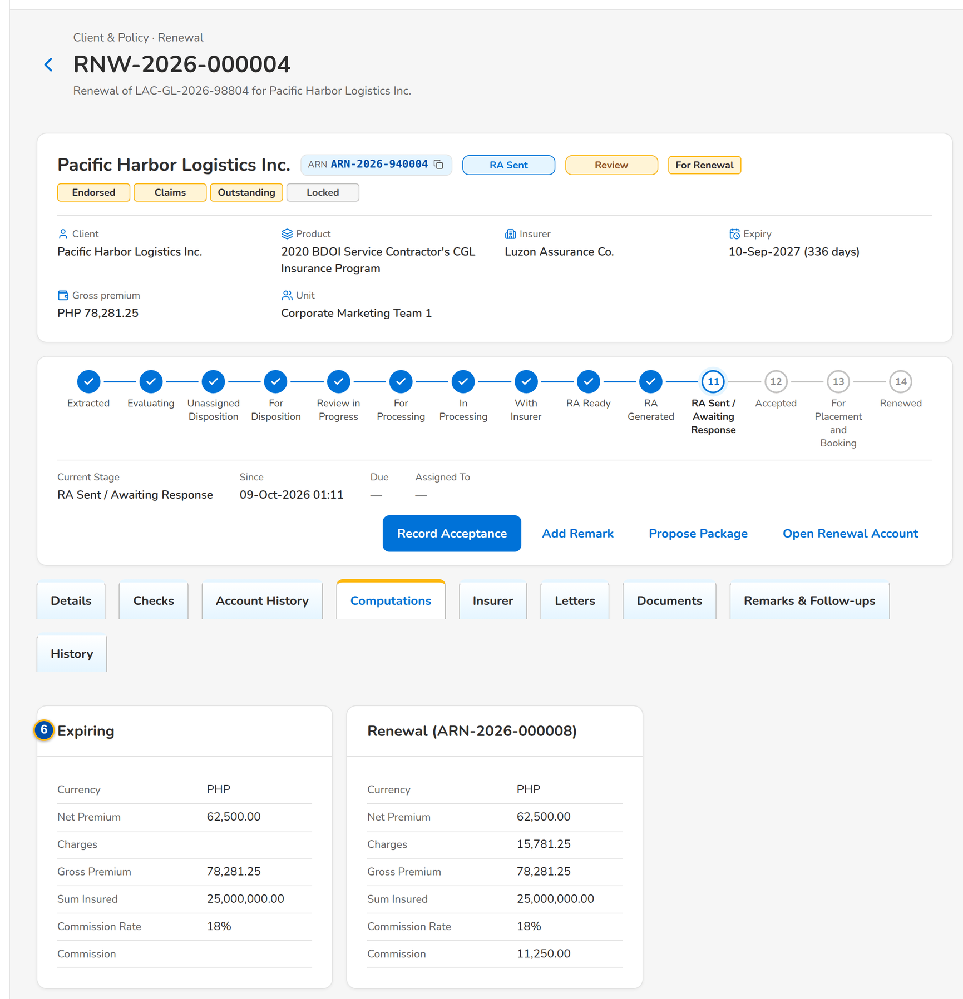 Client & Policy · Renewal
RNW-2026-000004
Renewal of LAC-GL-2026-98804 for Pacific Harbor Logistics Inc.
Pacific Harbor Logistics Inc. ARN ARN-2026-940004 RA Sent Review For Renewal
Endorsed Claims Outstanding Locked
Client Product Insurer Expiry
Pacific Harbor Logistics Inc. 2020 BDOI Service Contractor's CGL Luzon Assurance Co. 10-Sep-2027 (336 days)
Insurance Program
Gross premium Unit
PHP 78,281.25 Corporate Marketing Team 1
11 12 13 14
Extracted Evaluating Unassigned For Review in For In With RA Ready RA RA Sent / Accepted For Renewed
Disposition Disposition Progress Processing Processing Insurer Generated Awaiting Placement
Response and
Booking
Current Stage Since Due Assigned To
RA Sent / Awaiting Response 09-Oct-2026 01:11 — —
Record Acceptance Add Remark Propose Package Open Renewal Account
Details Checks Account History Computations Insurer Letters Documents Remarks & Follow-ups
History
6 Expiring Renewal (ARN-2026-000008)
Currency PHP Currency PHP
Net Premium 62,500.00 Net Premium 62,500.00
Charges Charges 15,781.25
Gross Premium 78,281.25 Gross Premium 78,281.25
Sum Insured 25,000,000.00 Sum Insured 25,000,000.00
Commission Rate 18% Commission Rate 18%
Commission Commission 11,250.00